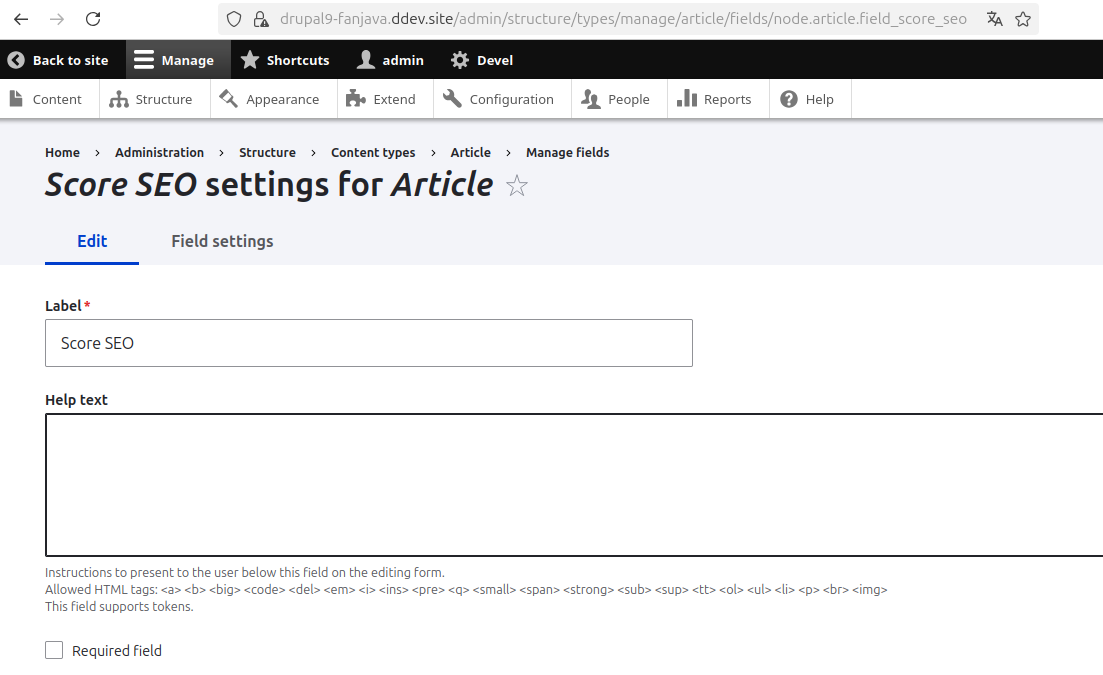 drupal9-fanjava.ddev.site/admin/structure/types/manage/article/fields/node.article.field_score_seo
Back to site Manage Shortcuts admin Devel
Content Structure Appearance Extend Configuration People Reports Help
Home › Administration › Structure › Content types › Article › Manage fields
Score SEO settings for Article
Edit Field settings
Label*
Score SEO
Help text
Instructions to present to the user below this field on the editing form.
Allowed HTML tags: <a> <b> <big> <code> <del> <em> <i> <ins> <pre> <q> <small> <span> <strong> <sub> <sup> <tt> <ol> <ul> <li> <p> <br> <img>
This field supports tokens.
Required field